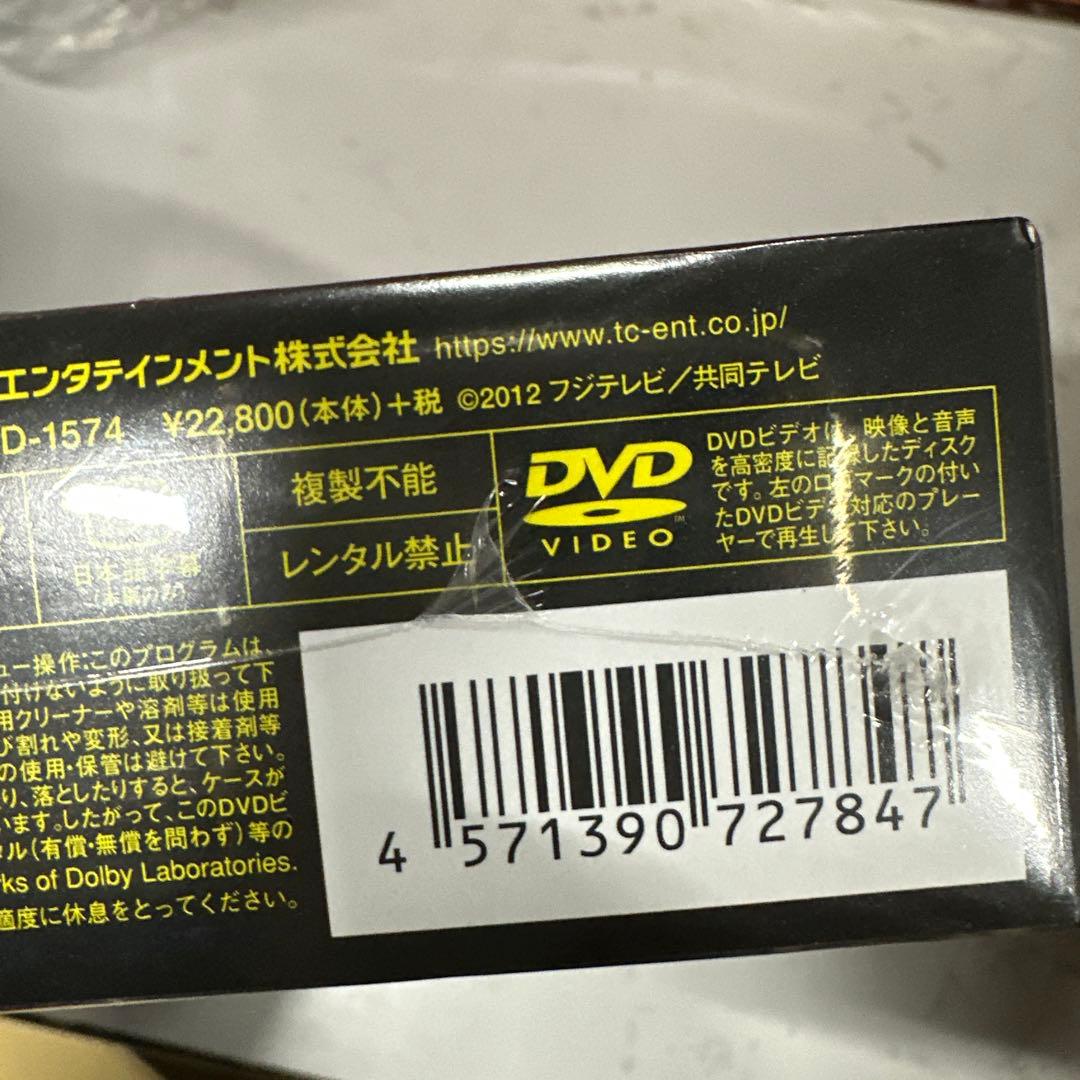 エンタテインメント株式会社 https://www.tc-ent.co.jp/
D-1574 ¥22,800(本体)+税 ©2012 フジテレビ/共同テレビ
日本語字幕
複製不能
レンタル禁止
DVD
VIDEO
TM
DVDビデオは、映像と音声
を高密度に記録したディスク
です。左のロゴマークの付い
たDVDビデオ対応のプレー
ヤーで再生して下さい。
ュー操作:このプログラムは、
付けないように取り扱って下
用クリーナーや溶剤等は使用
び割れや変形、又は接着剤等
の使用・保管は避けて下さい。
り、落としたりすると、ケースが
います。したがって、このDVDビ
タル(有償・無償を問わず)等の
rks of Dolby Laboratories.
適度に休息をとってください。
4 571390 727847